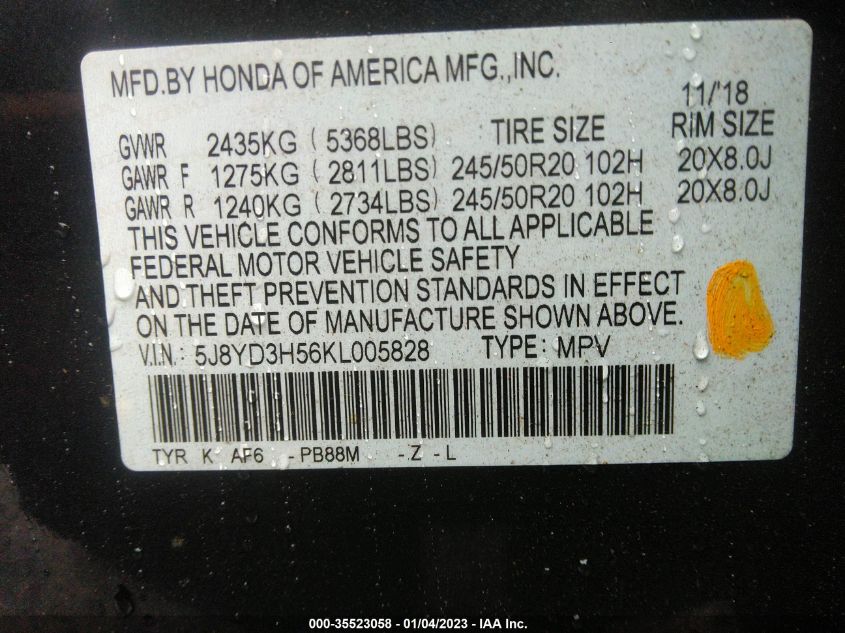 MFD.BY HONDA OF AMERICA MFG.,INC.
11/'18
GVWR 2435KG ( 5368LBS) TIRE SIZE RIM SIZE
GAWR F 1275KG ( 2811LBS) 245/50R20 102H 20X8.0J
GAWR R 1240KG ( 2734LBS) 245/50R20 102H 20X8.0J
THIS VEHICLE CONFORMS TO ALL APPLICABLE
FEDERAL MOTOR VEHICLE SAFETY
AND THEFT PREVENTION STANDARDS IN EFFECT
ON THE DATE OF MANUFACTURE SHOWN ABOVE.
V.I.N.: 5J8YD3H56KL005828 TYPE: MPV
TYR K AF6 -PB88M -Z -L
000-35523058 - 01/04/2023 - IAA Inc.